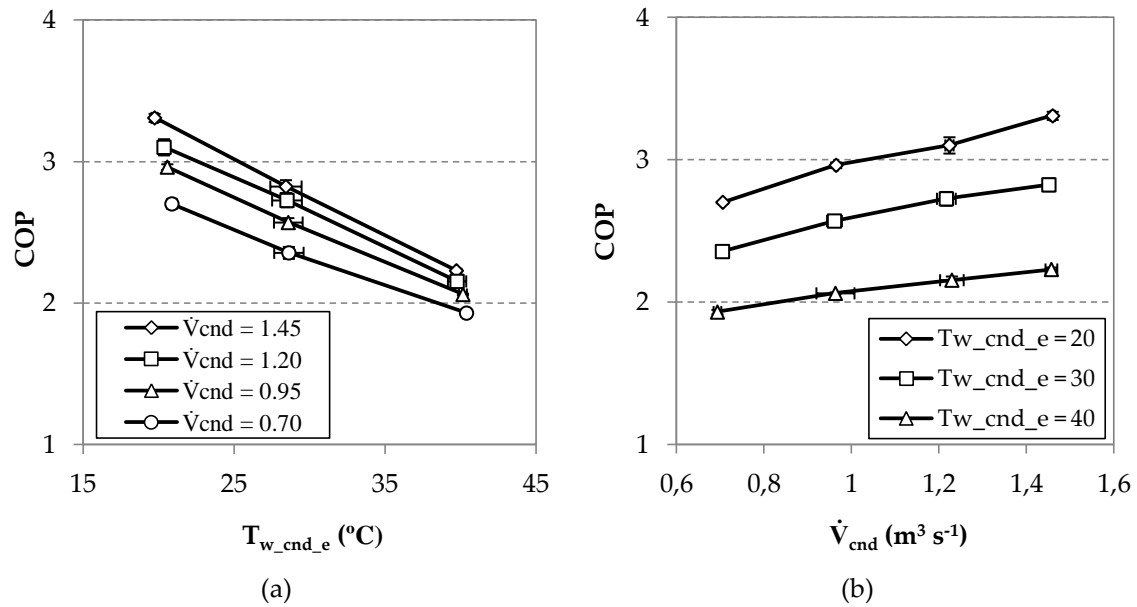 4
3
2
1
COP
V̇cnd = 1.45
V̇cnd = 1.20
V̇cnd = 0.95
V̇cnd = 0.70
15 25 35 45
T_w_cnd_e (ºC)
(a)
4
3
2
1
COP
Tw_cnd_e = 20
Tw_cnd_e = 30
Tw_cnd_e = 40
0,6 0,8 1 1,2 1,4 1,6
V̇cnd (m³ s⁻¹)
(b)